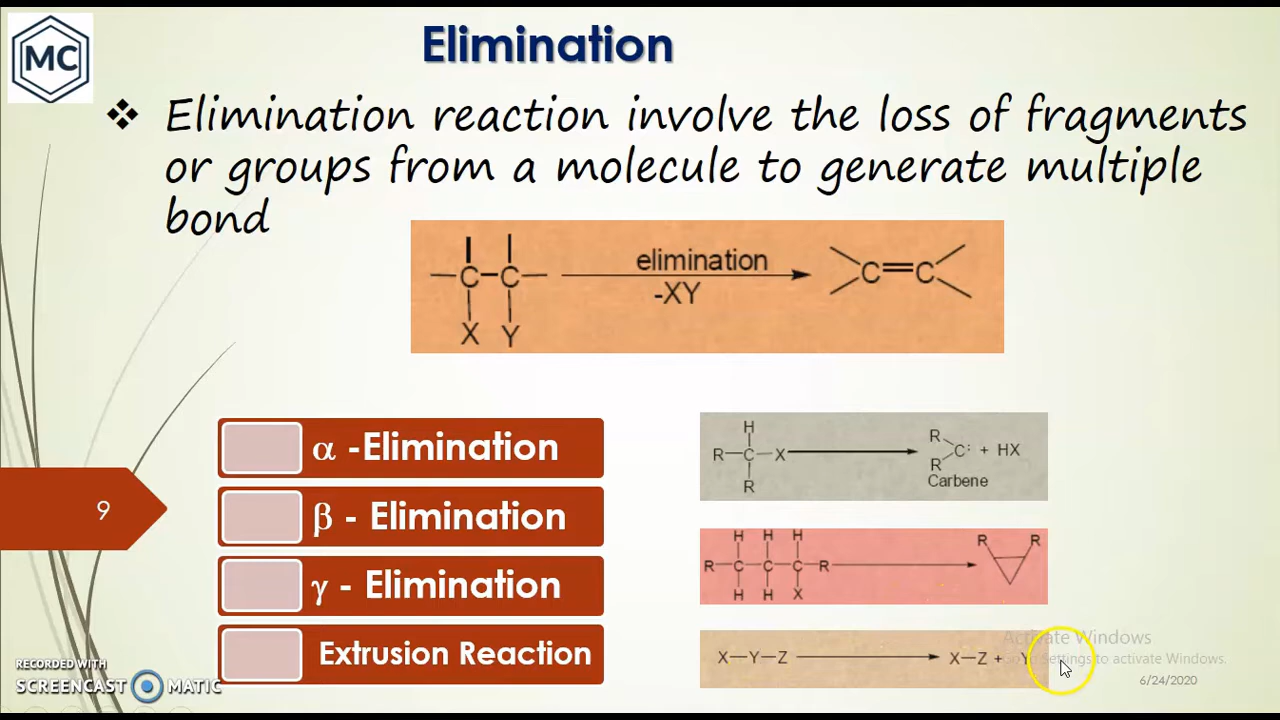 MC
Elimination
❖ Elimination reaction involve the loss of fragments
or groups from a molecule to generate multiple
bond
C-C
elimination
-XY
C=C
X Y
α -Elimination
β - Elimination
γ - Elimination
Extrusion Reaction
H
R-C-X
R
R
R
C: + HX
Carbene
H H H
R-C-C-C-R
H H X
R R
X-Y-Z
X-Z + Y
9
Activate Windows
Go to Settings to activate Windows.
6/24/2020
RECORDED WITH
SCREENCAST MATIC